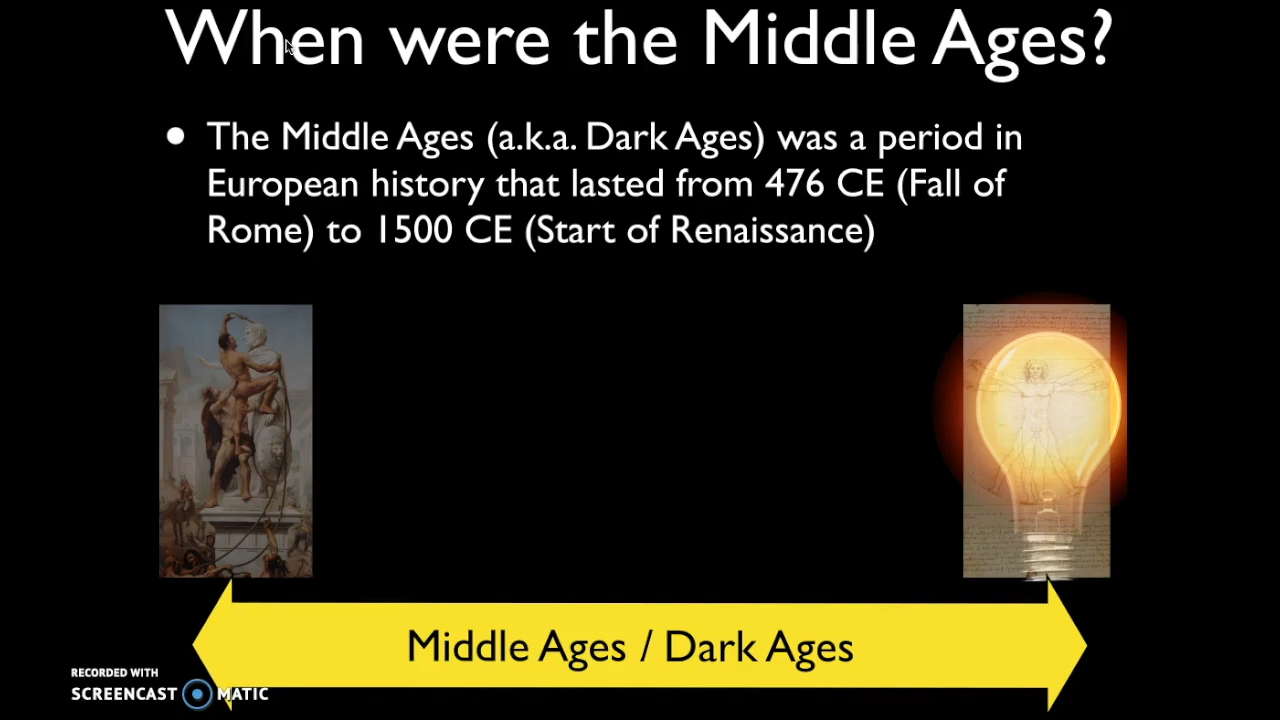 When were the Middle Ages?
• The Middle Ages (a.k.a. Dark Ages) was a period in
European history that lasted from 476 CE (Fall of
Rome) to 1500 CE (Start of Renaissance)
Middle Ages / Dark Ages
RECORDED WITH
SCREENCAST MATIC